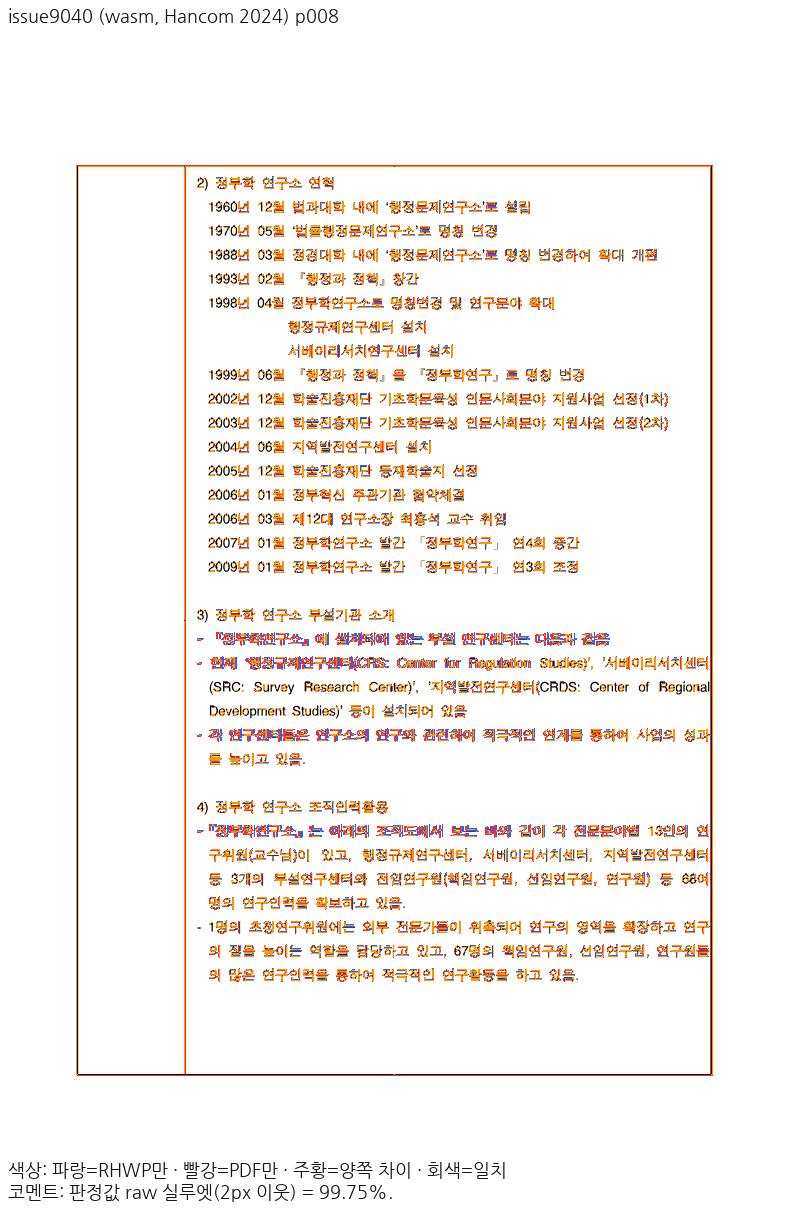 issue9040 (wasm, Hancom 2024) p008
2) 정부학 연구소 연혁
1960년 12월 법과대학 내에 '행정문제연구소'로 설립
1970년 05월 '법률행정문제연구소'로 명칭 변경
1988년 03월 정경대학 내에 '행정문제연구소'로 명칭 변경하여 확대 개편
1993년 02월 『행정과 정책』창간
1998년 04월 정부학연구소로 명칭변경 및 연구분야 확대
행정규제연구센터 설치
서베이리서치연구센터 설치
1999년 06월 『행정과 정책』을 『정부학연구』로 명칭 변경
2002년 12월 학술진흥재단 기초학문육성 인문사회분야 지원사업 선정(1차)
2003년 12월 학술진흥재단 기초학문육성 인문사회분야 지원사업 선정(2차)
2004년 06월 지역발전연구센터 설치
2005년 12월 학술진흥재단 등재학술지 선정
2006년 01월 정부혁신 주관기관 협약체결
2006년 03월 제12대 연구소장 최흥석 교수 취임
2007년 01월 정부학연구소 발간 「정부학연구」 연4회 증간
2009년 01월 정부학연구소 발간 「정부학연구」 연3회 조정
3) 정부학 연구소 부설기관 소개
- 『정부학연구소』에 설치되어 있는 부설 연구센터는 다음과 같음
- 현재 '행정규제연구센터(CRS: Center for Regulation Studies)', '서베이리서치센터
(SRC: Survey Research Center)', '지역발전연구센터(CRDS: Center of Regional
Development Studies)' 등이 설치되어 있음
- 각 연구센터들은 연구소의 연구와 관련하여 적극적인 연계를 통하여 사업의 성과
를 높이고 있음.
4) 정부학 연구소 조직인력활용
- 『정부학연구소』는 아래의 조직도에서 보는 바와 같이 각 전문분야별 13인의 연
구위원(교수님)이 있고, 행정규제연구센터, 서베이리서치센터, 지역발전연구센터
등 3개의 부설연구센터와 전임연구원(책임연구원, 선임연구원, 연구원) 등 68여
명의 연구인력을 확보하고 있음.
- 1명의 초청연구위원에는 외부 전문가들이 위촉되어 연구의 영역을 확장하고 연구
의 질을 높이는 역할을 담당하고 있고, 67명의 책임연구원, 선임연구원, 연구원들
의 많은 연구인력을 통하여 적극적인 연구활동을 하고 있음.
색상: 파랑=RHWP만 · 빨강=PDF만 · 주황=양쪽 차이 · 회색=일치
코멘트: 판정값 raw 실루엣(2px 이웃) = 99.75%.